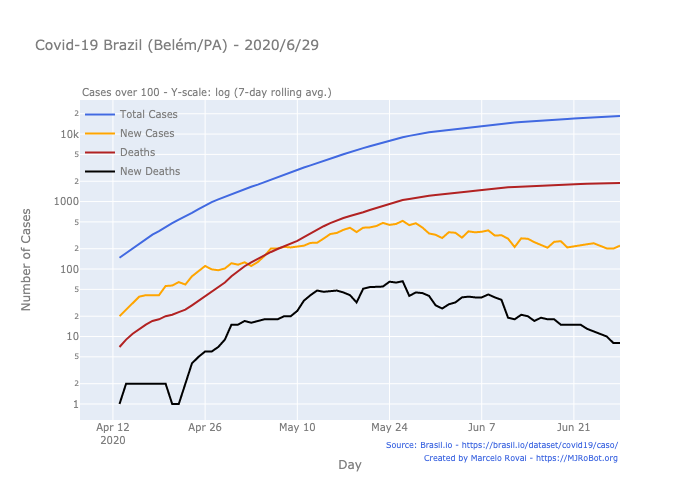 Covid-19 Brazil (Belém/PA) - 2020/6/29
Cases over 100 - Y-scale: log (7-day rolling avg.)
Total Cases
New Cases
Deaths
New Deaths
Number of Cases
2
10k
5
2
1000
5
2
100
5
2
10
5
2
1
Apr 12
2020
Apr 26
May 10
May 24
Jun 7
Jun 21
Day
Source: Brasil.io - https://brasil.io/dataset/covid19/caso/
Created by Marcelo Rovai - https://MJRoBot.org